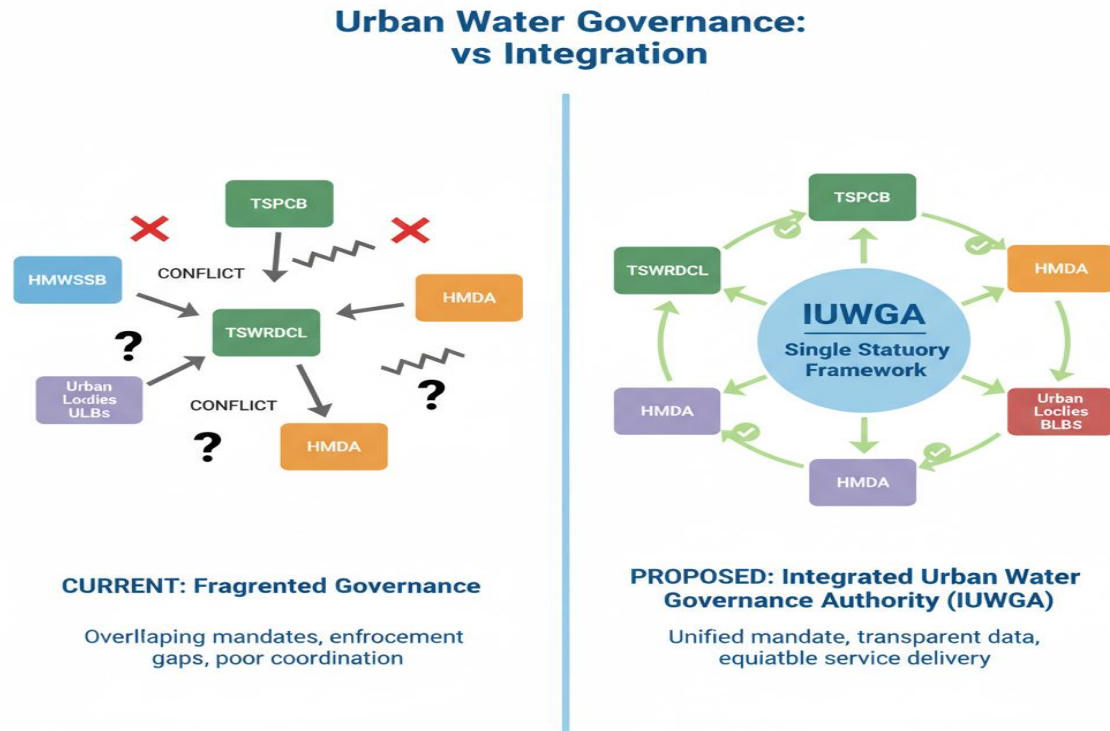 Urban Water Governance:
vs Integration
TSPCB
HMWSSB
CONFLICT
HMDA
TSWRDCL
?
Urban
Lodies
ULBs
CONFLICT
?
?
HMDA
CURRENT: Fragrented Governance
Overllaping mandates, enfrocement
gaps, poor coordination
TSPCB
TSWRDCL
HMDA
IUWGA
Single Statuory
Framework
HMDA
Urban
Loclies
BLBS
HMDA
PROPOSED: Integrated Urban Water
Governance Authority (IUWGA)
Unified mandate, transparent data,
equiatble service delivery